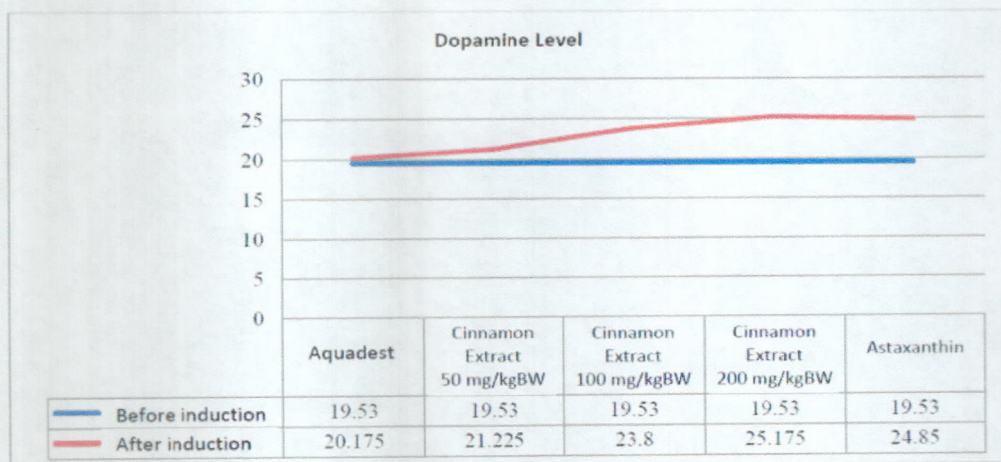 Dopamine Level
30
25
20
15
10
5
0
Aquadest
Cinnamon
Extract
50 mg/kgBW
Cinnamon
Extract
100 mg/kgBW
Cinnamon
Extract
200 mg/kgBW
Astaxanthin
Before induction 19.53 19.53 19.53 19.53 19.53
After induction 20.175 21.225 23.8 25.175 24.85